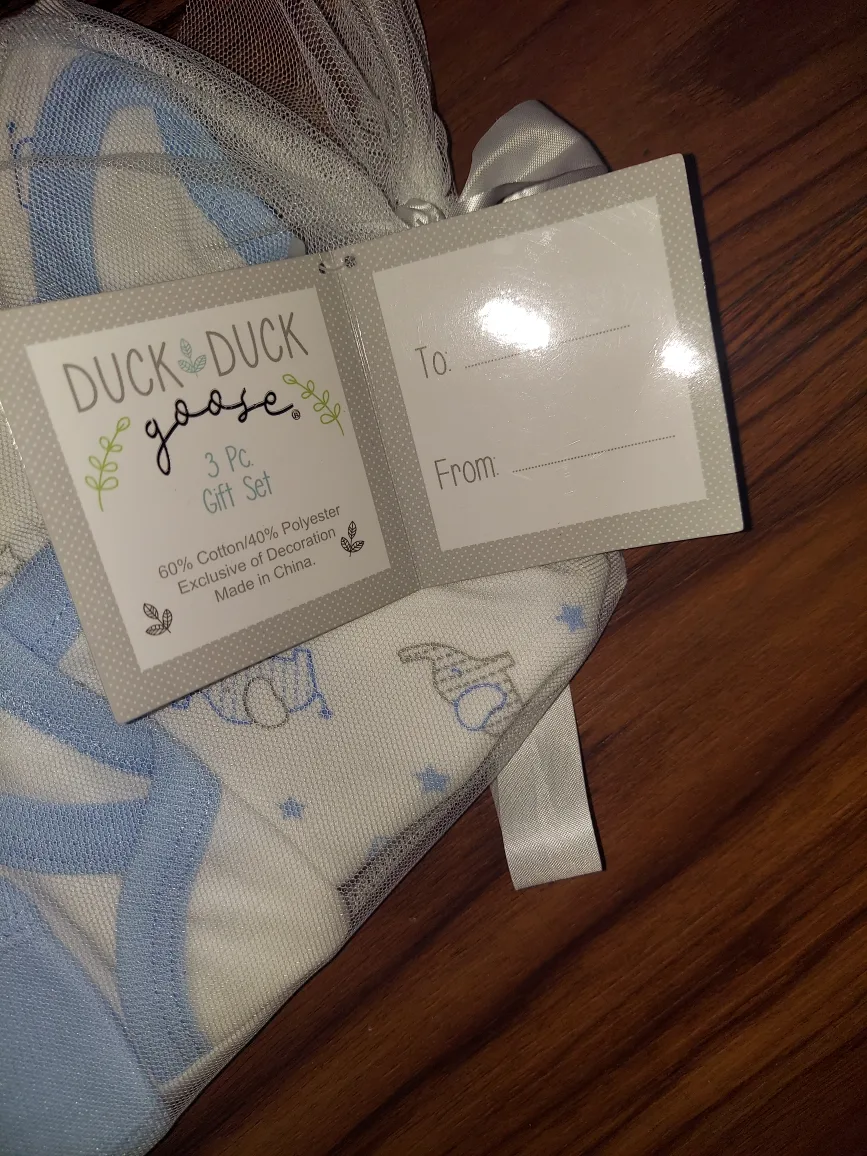 DUCK DUCK
goose®
3 Pc.
Gift Set
60% Cotton/40% Polyester
Exclusive of Decoration
Made in China.
To:
From: